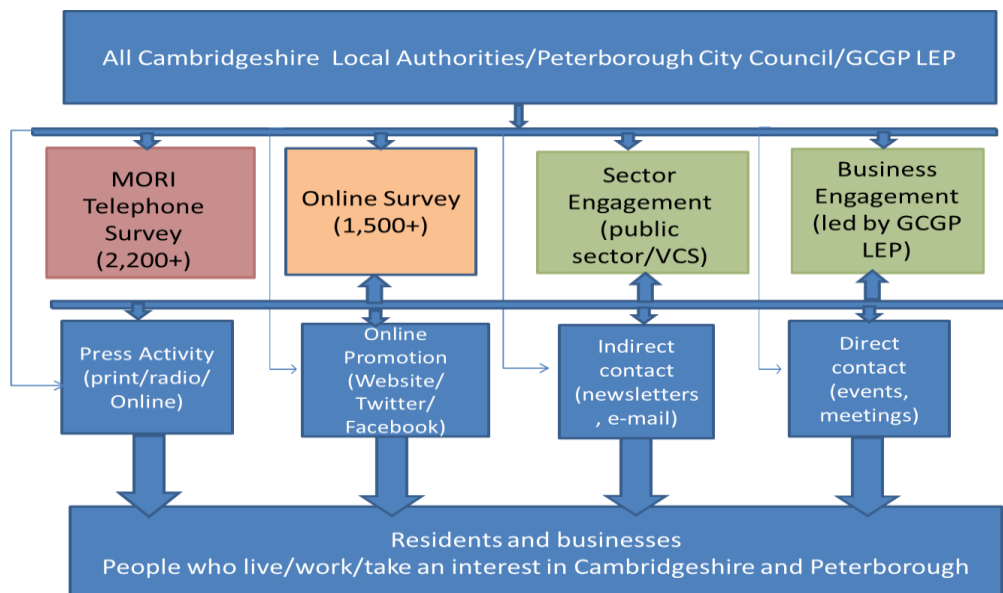 All Cambridgeshire Local Authorities/Peterborough City Council/GCGP LEP
MORI
Telephone
Survey
(2,200+)
Online Survey
(1,500+)
Sector
Engagement
(public
sector/VCS)
Business
Engagement
(led by GCGP
LEP)
Press Activity
(print/radio/
Online)
Online
Promotion
(Website/
Twitter/
Facebook)
Indirect
contact
(newsletters
, e-mail)
Direct
contact
(events,
meetings)
Residents and businesses
People who live/work/take an interest in Cambridgeshire and Peterborough